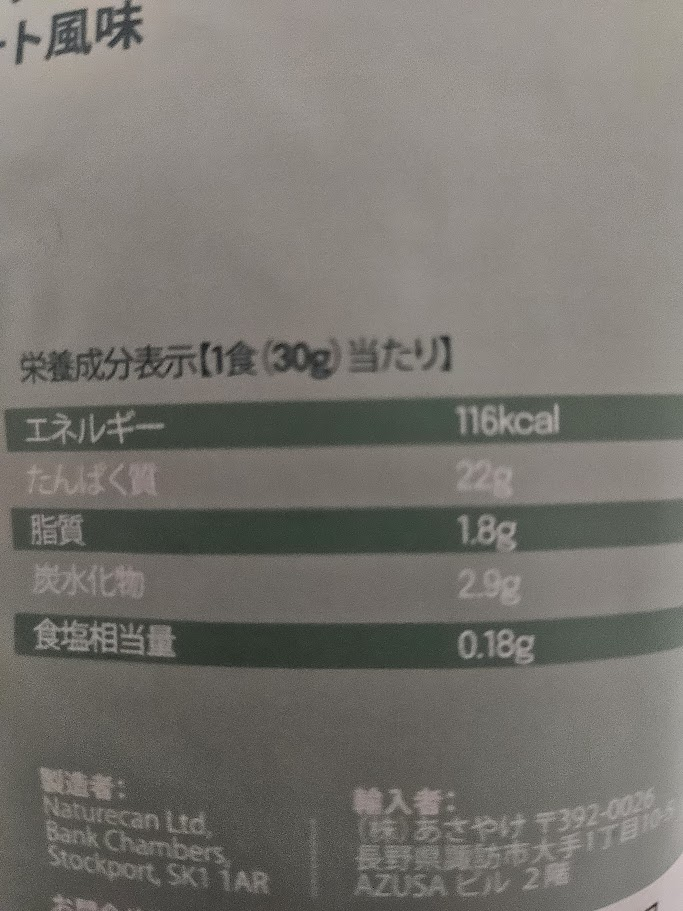 ート風味
栄養成分表示【1食(30g)当たり】
エネルギー 116kcal
たんぱく質 22g
脂質 1.8g
炭水化物 2.9g
食塩相当量 0.18g
製造者:
Naturecan Ltd,
Bank Chambers,
Stockport, SK1 1AR
輸入者:
(株)あさやけ 〒392-0026
長野県諏訪市大手1丁目10-5
AZUSA ビル 2階